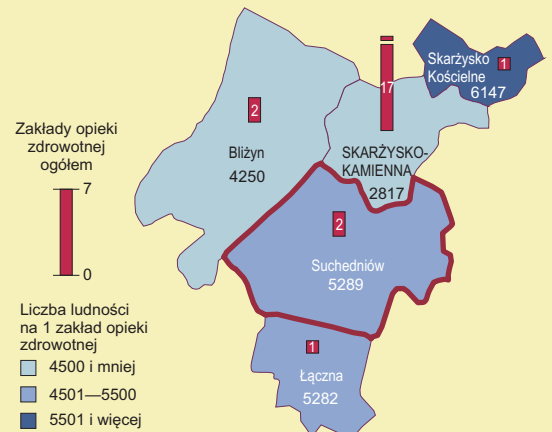 Skarżysko
Kościelne
1
6147
17
2
Bliżyn
4250
SKARŻYSKO-
KAMIENNA
2817
Zakłady opieki
zdrowotnej
ogółem
7
0
2
Suchedniów
5289
1
Łączna
5282
Liczba ludności
na 1 zakład opieki
zdrowotnej
4500 i mniej
4501—5500
5501 i więcej